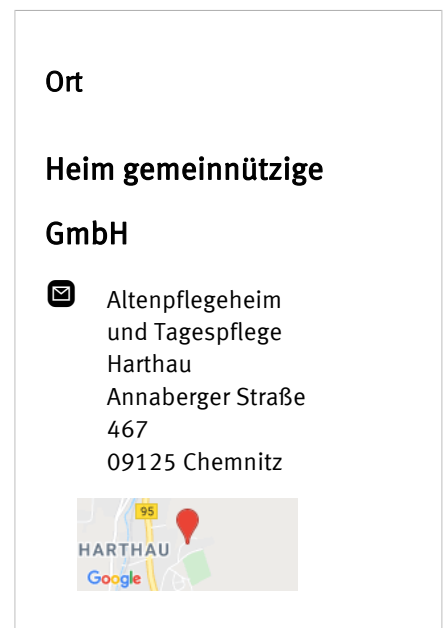 Ort
Heim gemeinnützige
GmbH
Altenpflegeheim
und Tagespflege
Harthau
Annaberger Straße
467
09125 Chemnitz
95
HARTHAU
Google